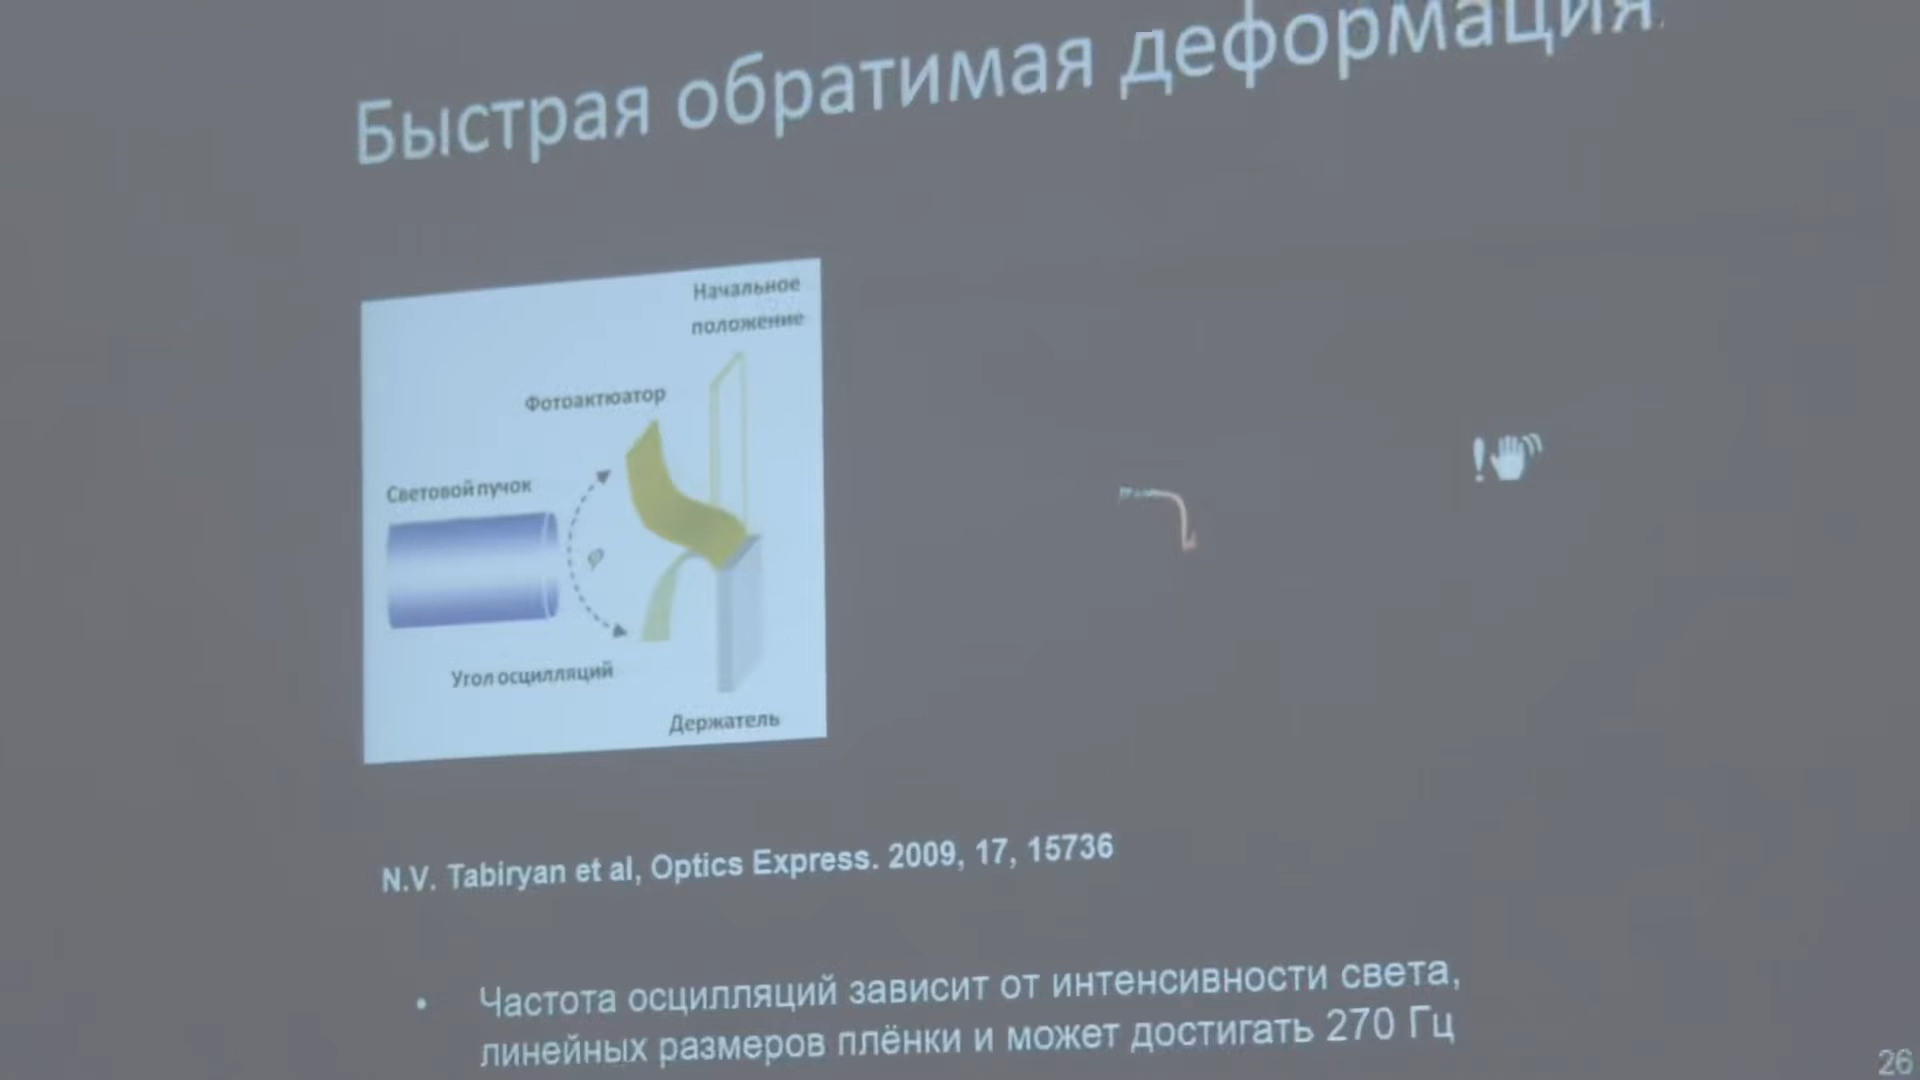 Быстрая обратимая деформация
Начальное
положение
Фотоактюатор
Световой пучок
φ
Угол осцилляций
Держатель
N.V. Tabiryan et al, Optics Express. 2009, 17, 15736
• Частота осцилляций зависит от интенсивности света,
линейных размеров плёнки и может достигать 270 Гц
26